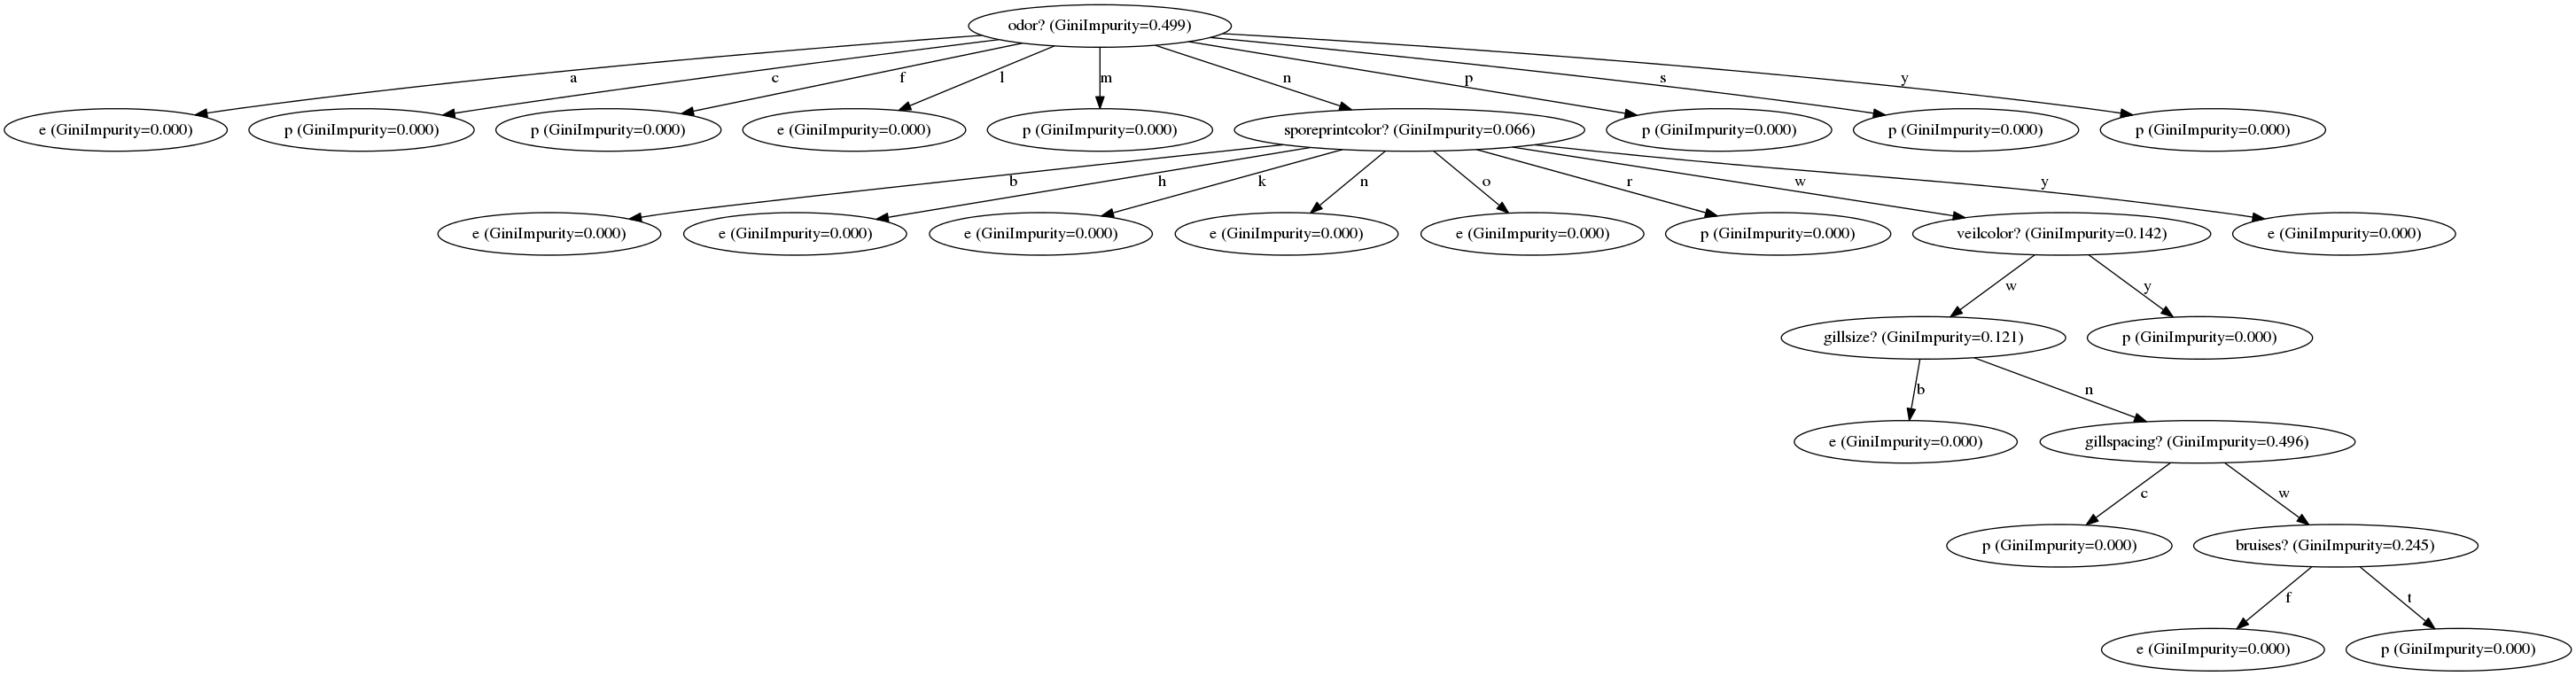 odor? (GiniImpurity=0.499)
a
c
f
l
m
n
p
s
y
e (GiniImpurity=0.000)
p (GiniImpurity=0.000)
p (GiniImpurity=0.000)
e (GiniImpurity=0.000)
p (GiniImpurity=0.000)
sporeprintcolor? (GiniImpurity=0.066)
p (GiniImpurity=0.000)
p (GiniImpurity=0.000)
p (GiniImpurity=0.000)
b
h
k
n
o
r
w
y
e (GiniImpurity=0.000)
e (GiniImpurity=0.000)
e (GiniImpurity=0.000)
e (GiniImpurity=0.000)
e (GiniImpurity=0.000)
p (GiniImpurity=0.000)
veilcolor? (GiniImpurity=0.142)
e (GiniImpurity=0.000)
w
y
gillsize? (GiniImpurity=0.121)
p (GiniImpurity=0.000)
b
n
e (GiniImpurity=0.000)
gillspacing? (GiniImpurity=0.496)
c
w
p (GiniImpurity=0.000)
bruises? (GiniImpurity=0.245)
f
t
e (GiniImpurity=0.000)
p (GiniImpurity=0.000)